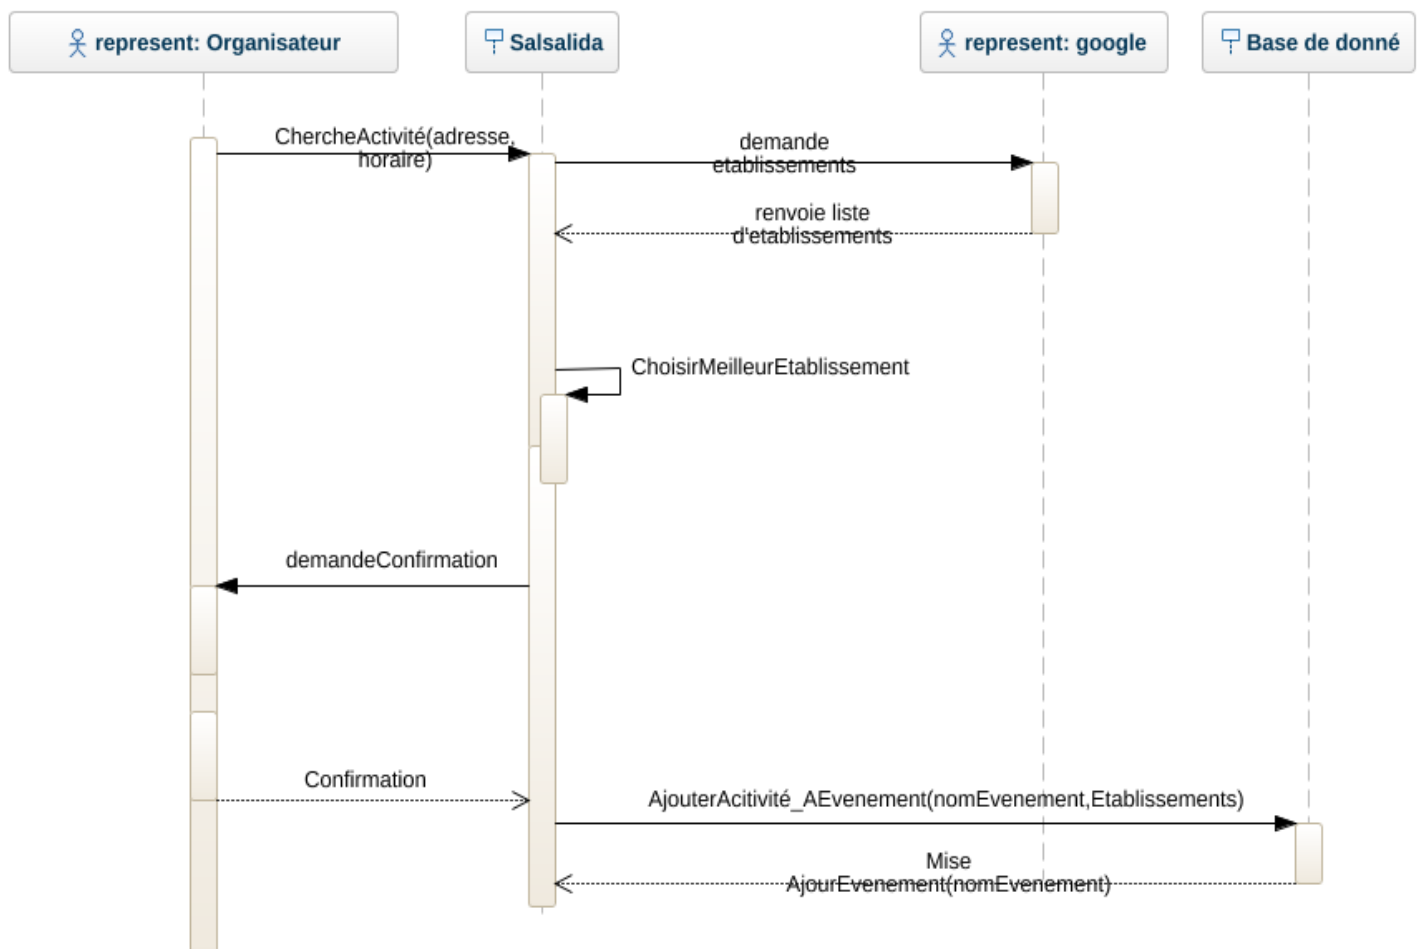 represent: Organisateur
Salsalida
represent: google
Base de donné
ChercheActivité(adresse,
horaire)
demande
etablissements
renvoie liste
d'etablissements
ChoisirMeilleurEtablissement
demandeConfirmation
Confirmation
AjouterAcitivité_AEvenement(nomEvenement,Etablissements)
Mise
AjourEvenement(nomEvenement)